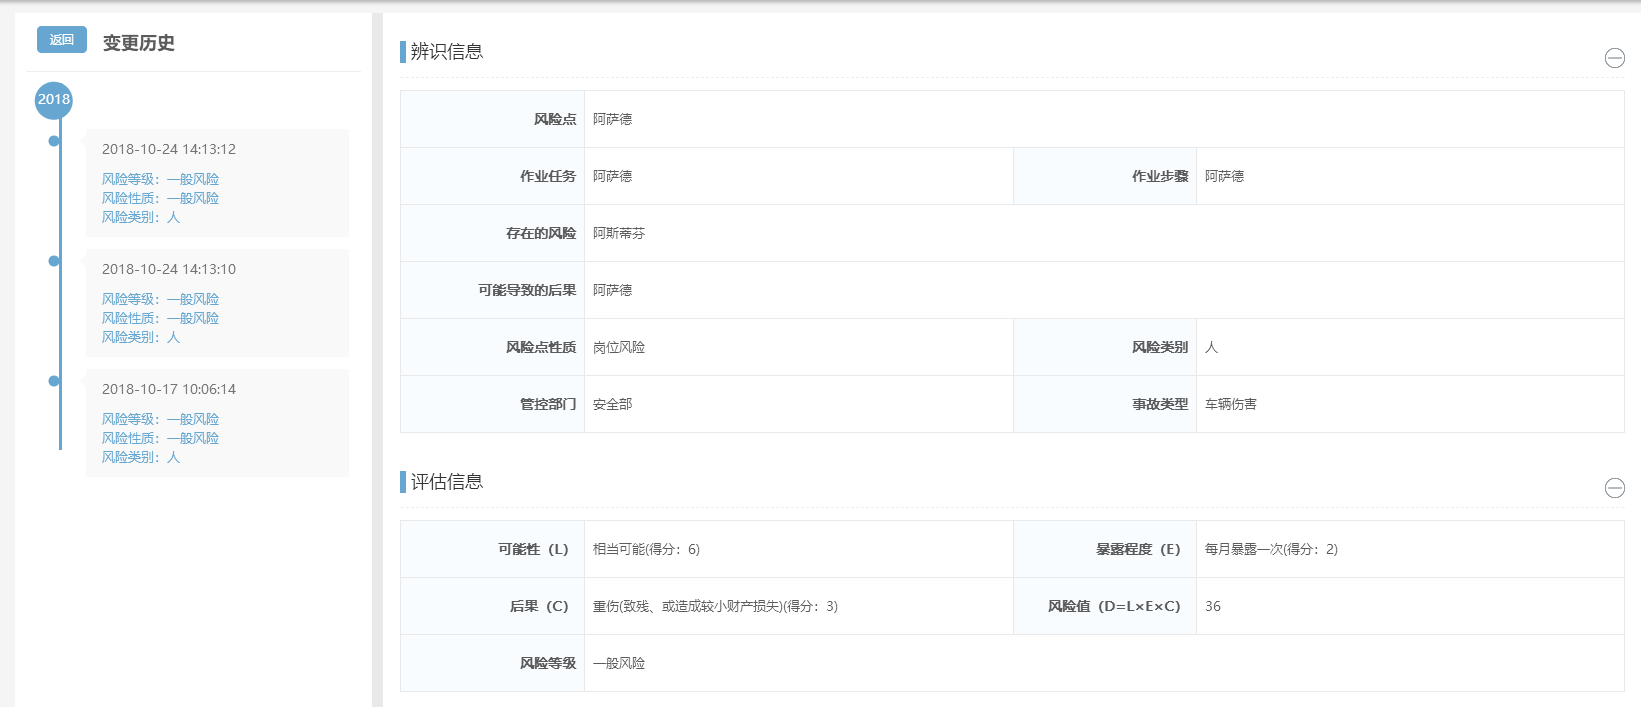 返回 变更历史
2018
2018-10-24 14:13:12
风险等级：一般风险
风险性质：一般风险
风险类别：人
2018-10-24 14:13:10
风险等级：一般风险
风险性质：一般风险
风险类别：人
2018-10-17 10:06:14
风险等级：一般风险
风险性质：一般风险
风险类别：人
辨识信息
风险点 阿萨德
作业任务 阿萨德 作业步骤 阿萨德
存在的风险 阿斯蒂芬
可能导致的后果 阿萨德
风险点性质 岗位风险 风险类别 人
管控部门 安全部 事故类型 车辆伤害
评估信息
可能性（L） 相当可能(得分：6) 暴露程度（E） 每月暴露一次(得分：2)
后果（C） 重伤(致残、或造成较小财产损失)(得分：3) 风险值（D=L×E×C） 36
风险等级 一般风险